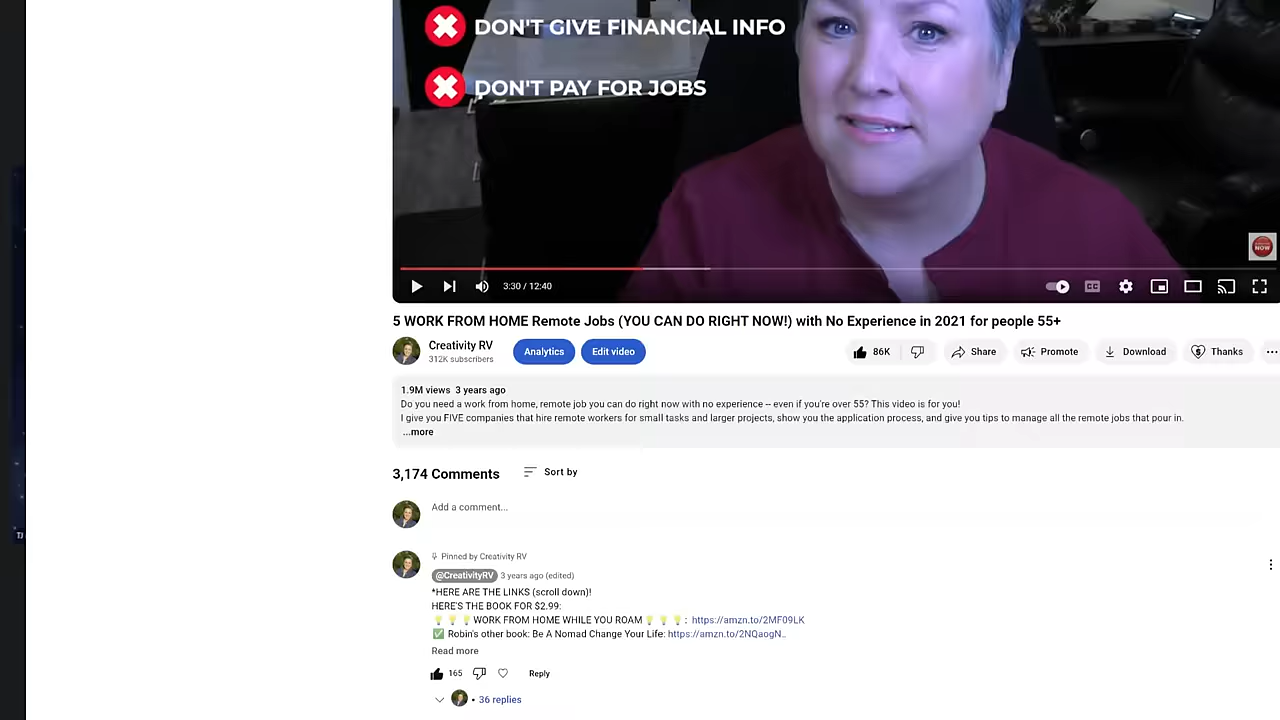 DON'T GIVE FINANCIAL INFO
DON'T PAY FOR JOBS
NOW
3:30 / 12:40
CC
5 WORK FROM HOME Remote Jobs (YOU CAN DO RIGHT NOW!) with No Experience in 2021 for people 55+
Creativity RV
312K subscribers
Analytics
Edit video
86K
Share
Promote
Download
Thanks
1.9M views 3 years ago
Do you need a work from home, remote job you can do right now with no experience -- even if you're over 55? This video is for you!
I give you FIVE companies that hire remote workers for small tasks and larger projects, show you the application process, and give you tips to manage all the remote jobs that pour in.
...more
3,174 Comments
Sort by
Add a comment...
Pinned by Creativity RV
@CreativityRV 3 years ago (edited)
*HERE ARE THE LINKS (scroll down)!
HERE'S THE BOOK FOR $2.99:
💡💡💡WORK FROM HOME WHILE YOU ROAM💡💡💡: https://amzn.to/2MF09LK
✅ Robin's other book: Be A Nomad Change Your Life: https://amzn.to/2NQaogN..
Read more
165
Reply
• 36 replies